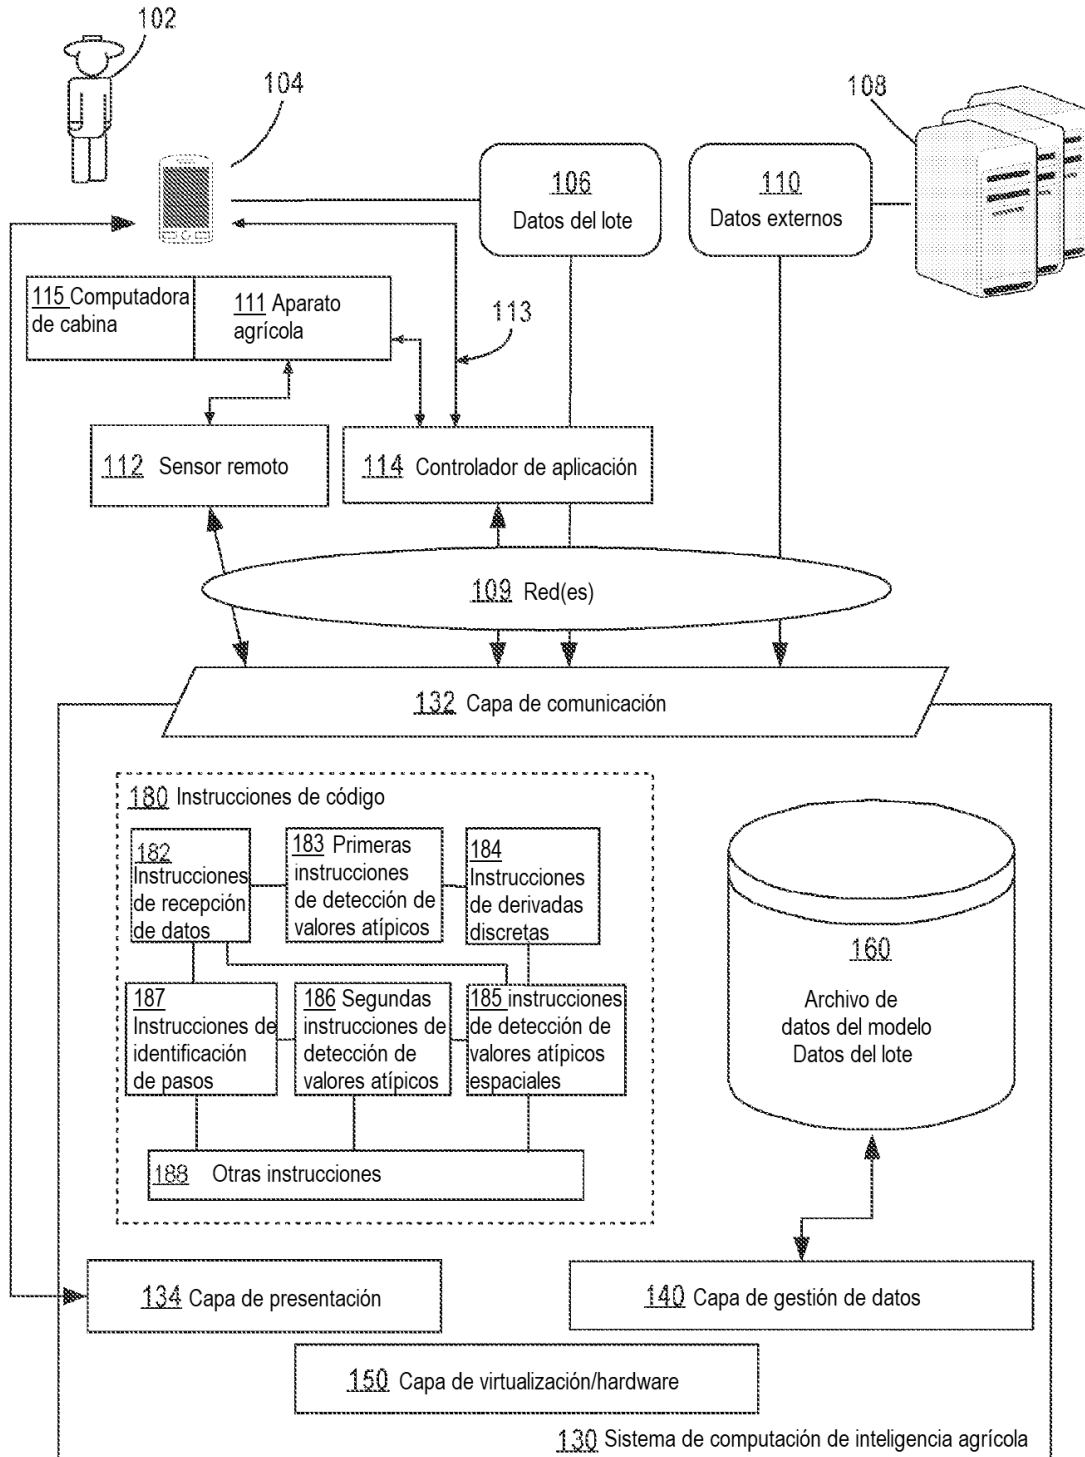 102
104
108
106
Datos del lote
110
Datos externos
115 Computadora
de cabina
111 Aparato
agrícola
113
112 Sensor remoto
114 Controlador de aplicación
109 Red(es)
132 Capa de comunicación
180 Instrucciones de código
182
Instrucciones
de recepción
de datos
183 Primeras
instrucciones
de detección de
valores atípicos
184
Instrucciones
de derivadas
discretas
187
Instrucciones de
identificación
de pasos
186 Segundas
instrucciones de
detección de
valores atípicos
185 instrucciones
de detección de
valores atípicos
espaciales
188 Otras instrucciones
160
Archivo de
datos del modelo
Datos del lote
134 Capa de presentación
140 Capa de gestión de datos
150 Capa de virtualización/hardware
130 Sistema de computación de inteligencia agrícola